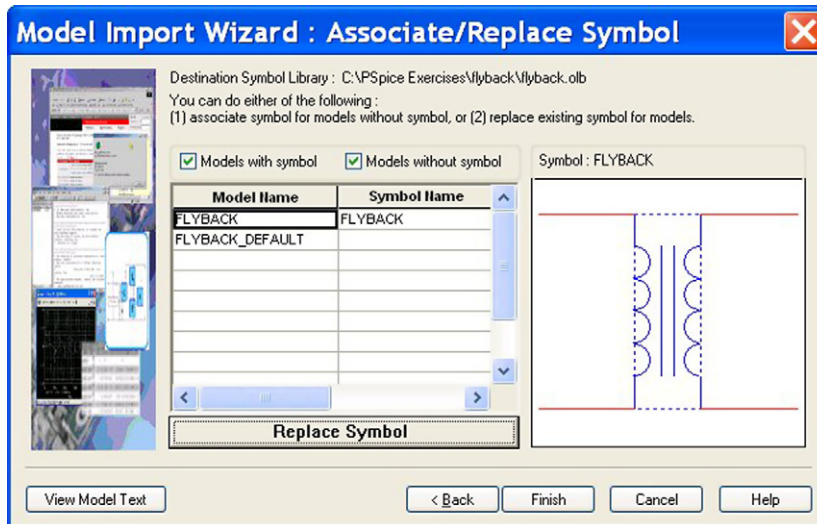 Model Import Wizard : Associate/Replace Symbol
Destination Symbol Library : C:\PSpice Exercises\flyback\flyback.olb
You can do either of the following :
(1) associate symbol for models without symbol, or (2) replace existing symbol for models.
Models with symbol
Models without symbol
Symbol : FLYBACK
Model Name
Symbol Name
FLYBACK
FLYBACK
FLYBACK_DEFAULT
Replace Symbol
View Model Text
< Back
Finish
Cancel
Help